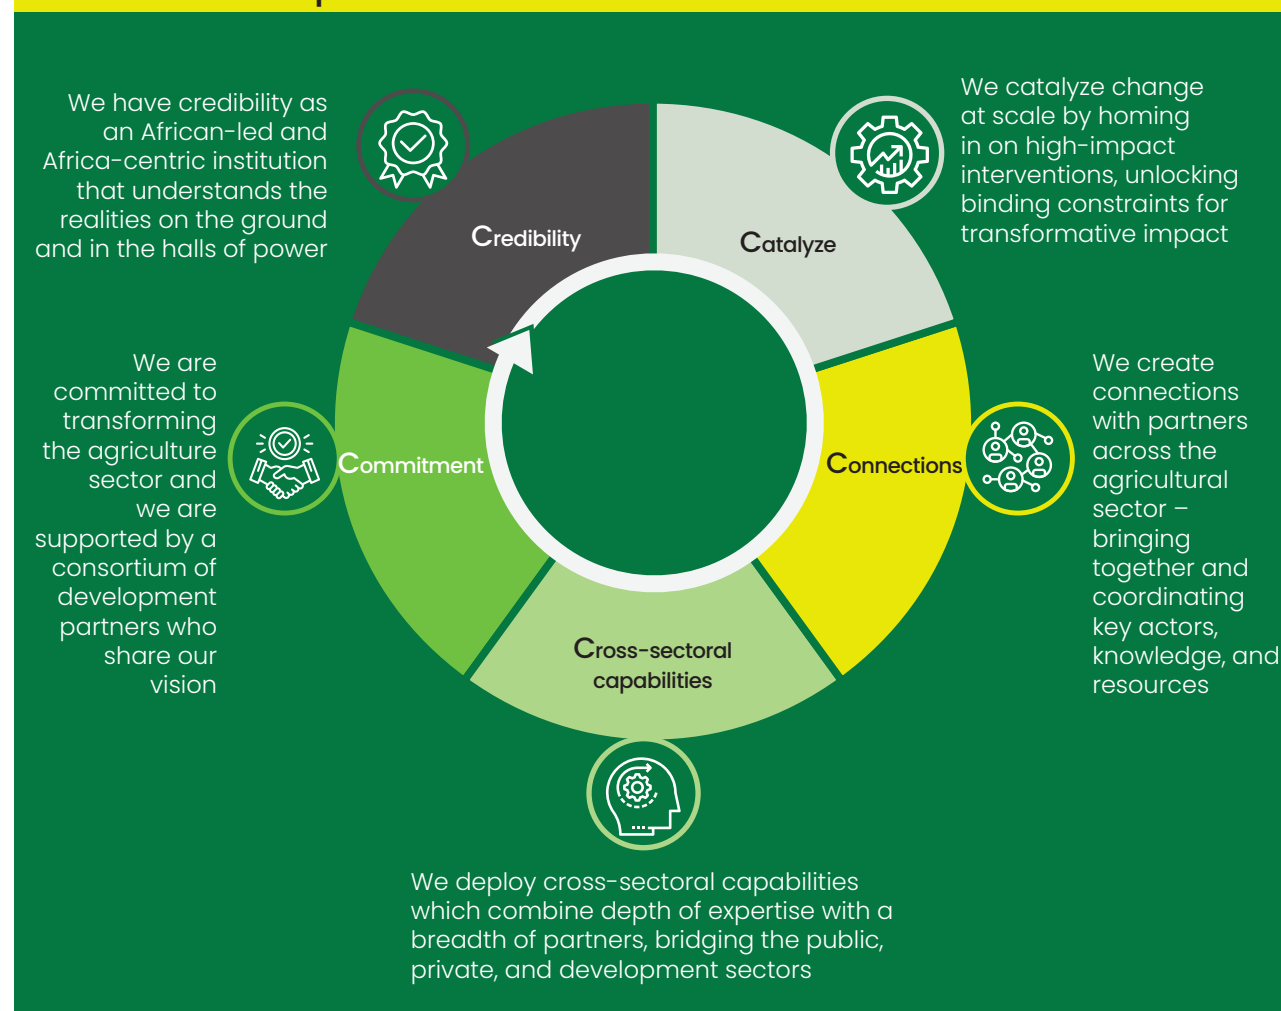 We have credibility as
an African-led and
Africa-centric institution
that understands the
realities on the ground
and in the halls of power
Credibility
Catalyze
We catalyze change
at scale by homing
in on high-impact
interventions, unlocking
binding constraints for
transformative impact
We are
committed to
transforming
the agriculture
sector and
we are
supported by a
consortium of
development
partners who
share our
vision
Commitment
Connections
We create
connections
with partners
across the
agricultural
sector –
bringing
together and
coordinating
key actors,
knowledge, and
resources
Cross-sectoral
capabilities
We deploy cross-sectoral capabilities
which combine depth of expertise with a
breadth of partners, bridging the public,
private, and development sectors